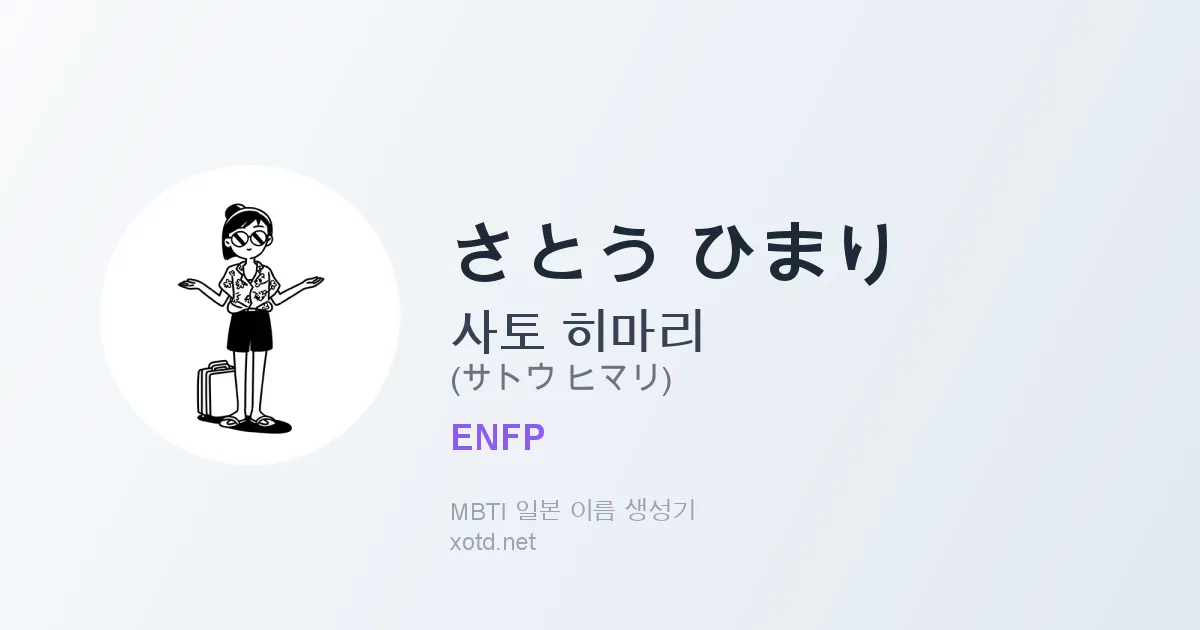 さとう ひまり
사토 히마리
(サトウ ヒマリ)
ENFP
MBTI 일본 이름 생성기
xotd.net